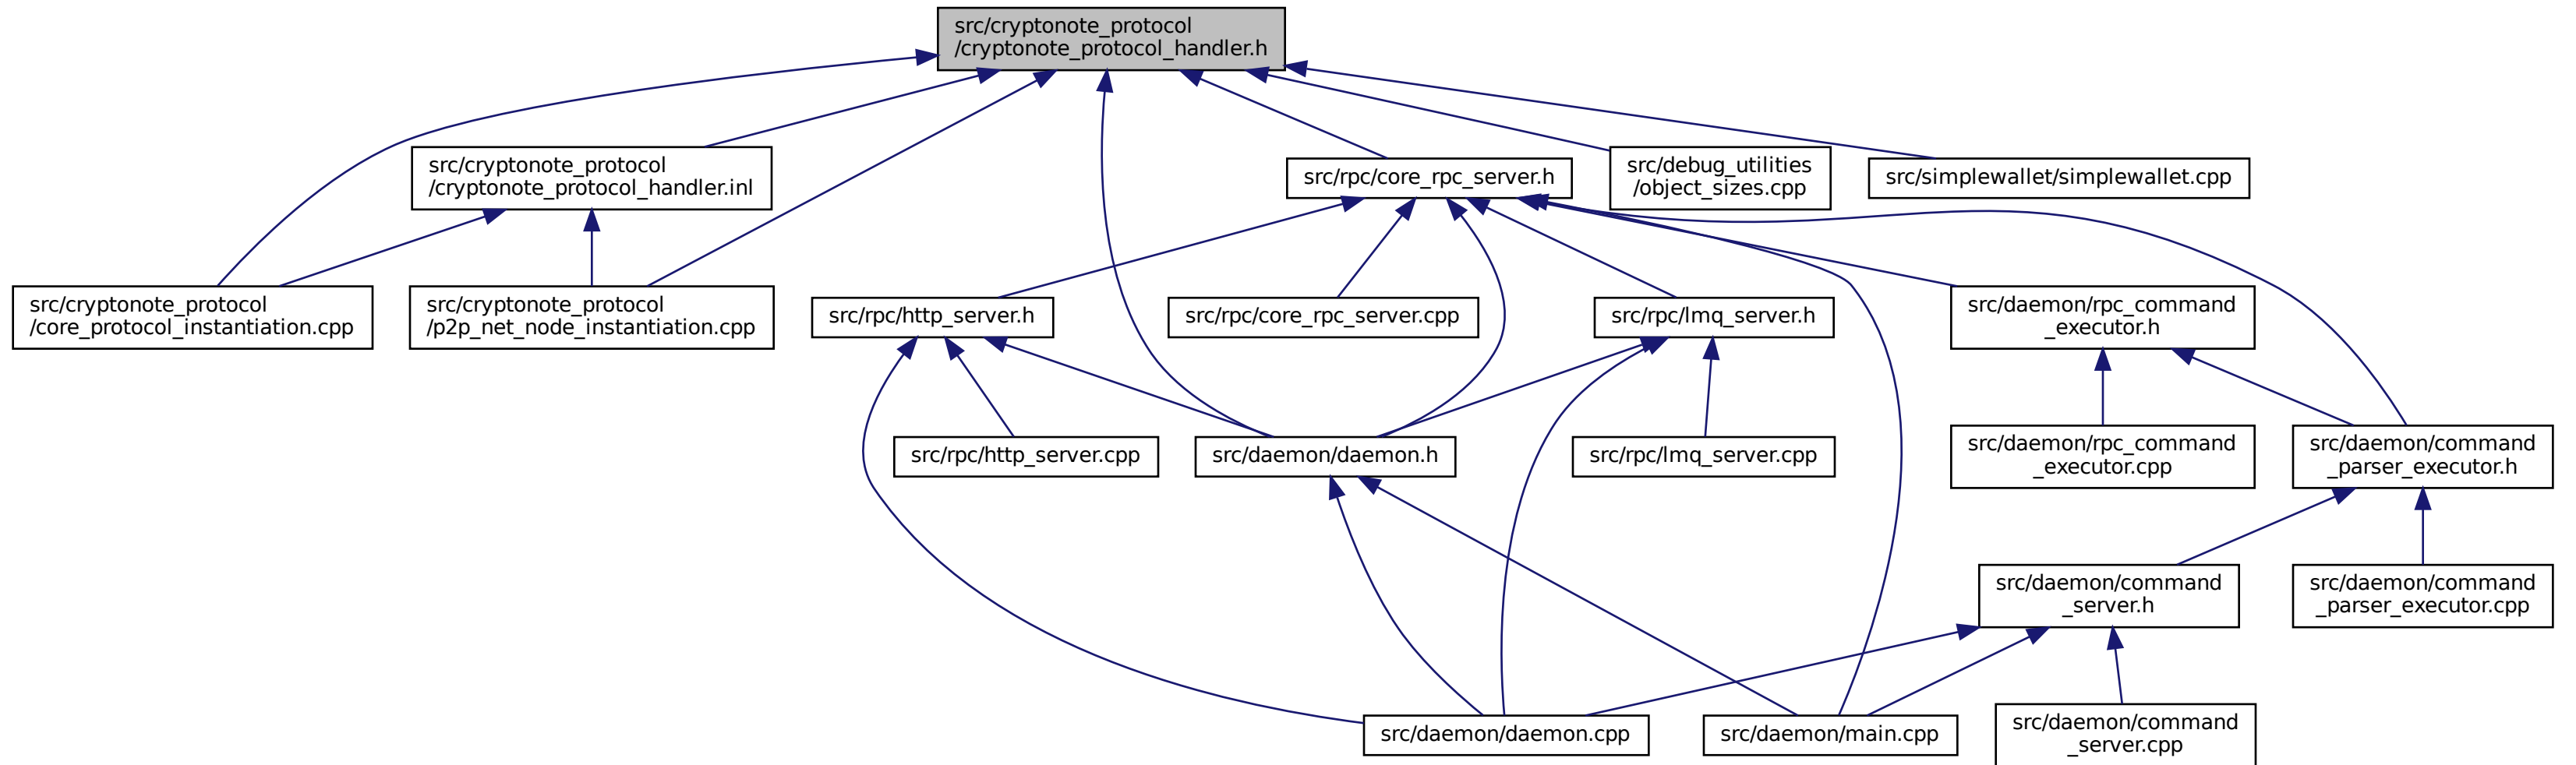 src/cryptonote_protocol
/cryptonote_protocol_handler.h
src/cryptonote_protocol
/cryptonote_protocol_handler.inl
src/rpc/core_rpc_server.h
src/debug_utilities
/object_sizes.cpp
src/simplewallet/simplewallet.cpp
src/cryptonote_protocol
/core_protocol_instantiation.cpp
src/cryptonote_protocol
/p2p_net_node_instantiation.cpp
src/rpc/http_server.h
src/rpc/core_rpc_server.cpp
src/rpc/lmq_server.h
src/daemon/rpc_command
_executor.h
src/rpc/http_server.cpp
src/daemon/daemon.h
src/rpc/lmq_server.cpp
src/daemon/rpc_command
_executor.cpp
src/daemon/command
_parser_executor.h
src/daemon/command
_server.h
src/daemon/command
_parser_executor.cpp
src/daemon/daemon.cpp
src/daemon/main.cpp
src/daemon/command
_server.cpp